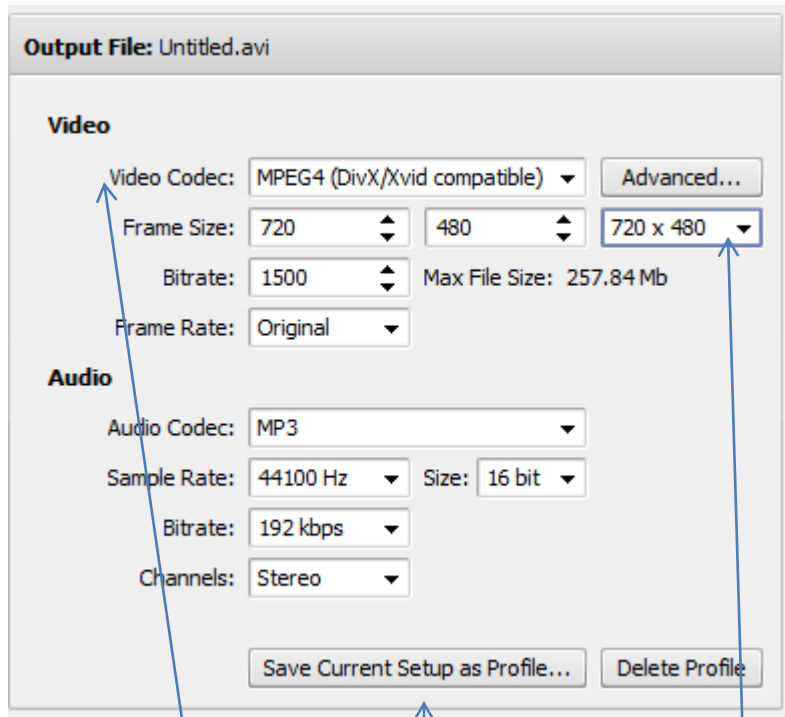 Output File: Untitled.avi
Video
Video Codec: MPEG4 (DivX/Xvid compatible) Advanced...
Frame Size: 720 480 720 x 480
Bitrate: 1500 Max File Size: 257.84 Mb
Frame Rate: Original
Audio
Audio Codec: MP3
Sample Rate: 44100 Hz Size: 16 bit
Bitrate: 192 kbps
Channels: Stereo
Save Current Setup as Profile... Delete Profile